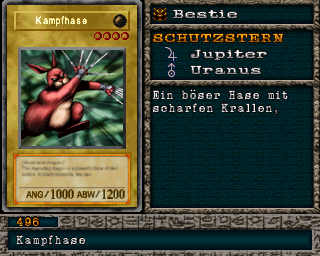 Kampfhase
ANG/1000 ABW/1200
Bestie
SCHUTZSTERN
Jupiter
Uranus
Ein böser Hase mit
scharfen Krallen,
496
Kampfhase